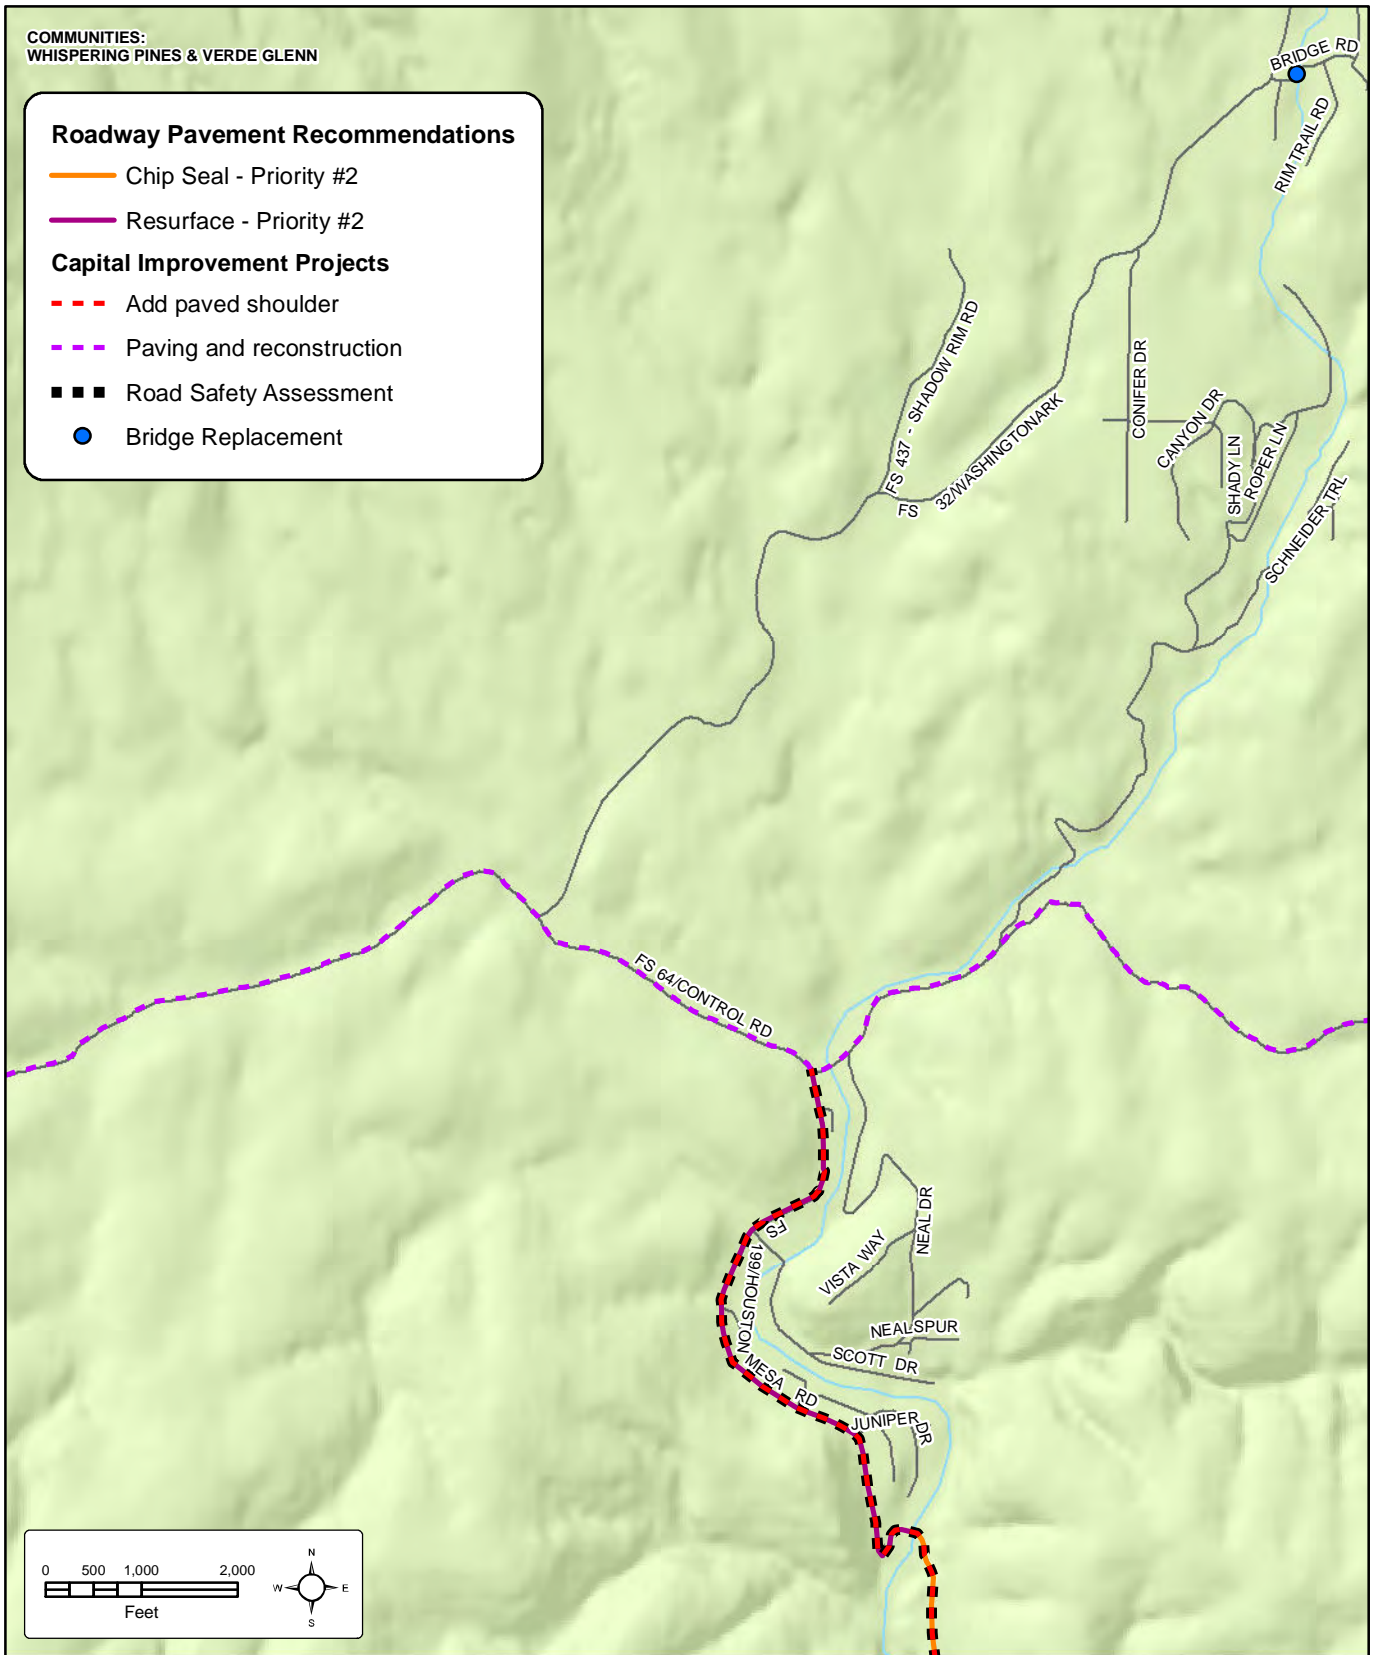 COMMUNITIES:
WHISPERING PINES & VERDE GLENN
Roadway Pavement Recommendations
Chip Seal - Priority #2
Resurface - Priority #2
Capital Improvement Projects
Add paved shoulder
Paving and reconstruction
Road Safety Assessment
Bridge Replacement
BRIDGE RD
RIM TRAIL RD
FS 437 - SHADOW RIM RD
FS 32/WASHINGTONARK
CONIFER DR
CANYON DR
SHADY LN
ROPER LN
SCHNEIDER TRL
FS 64/CONTROL RD
FS 199/HOUSTON MESA RD
NEAL DR
VISTA WAY
NEAL SPUR
SCOTT DR
JUNIPER DR
0 500 1,000 2,000
Feet
N
W E
S